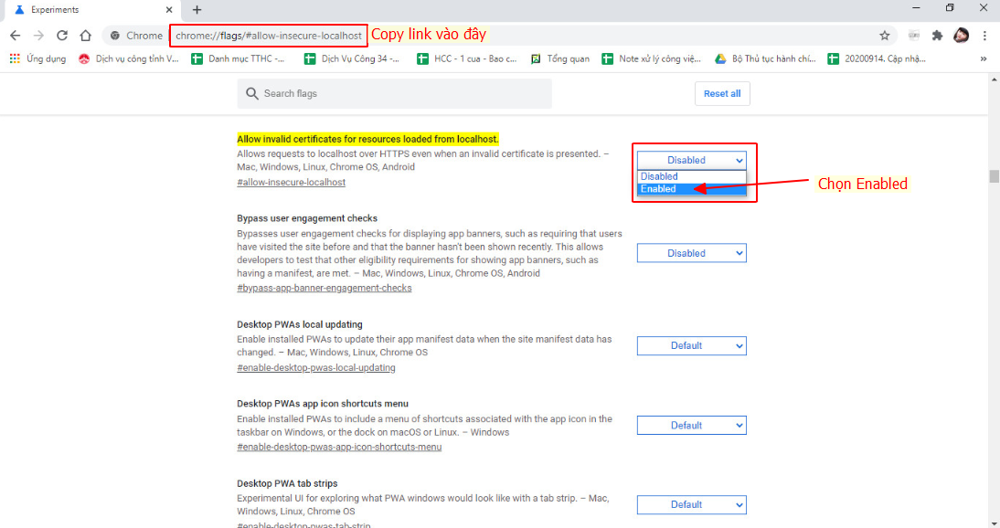 Experiments
Chrome chrome://flags/#allow-insecure-localhost Copy link vào đây
Ứng dụng Dịch vụ công tỉnh V... Danh mục TTHC -... Dịch Vụ Công 34 -... HCC - 1 cua - Bao c... Tổng quan Note xử lý công việ... Bộ Thủ tục hành chí... 20200914. Cập nhậ... »
Search flags Reset all
Allow invalid certificates for resources loaded from localhost.
Allows requests to localhost over HTTPS even when an invalid certificate is presented. –
Mac, Windows, Linux, Chrome OS, Android
#allow-insecure-localhost
Disabled
Disabled
Enabled
Chọn Enabled
Bypass user engagement checks
Bypasses user engagement checks for displaying app banners, such as requiring that users
have visited the site before and that the banner hasn't been shown recently. This allows
developers to test that other eligibility requirements for showing app banners, such as
having a manifest, are met. – Mac, Windows, Linux, Chrome OS, Android
#bypass-app-banner-engagement-checks
Disabled
Desktop PWAs local updating
Enable installed PWAs to update their app manifest data when the site manifest data has
changed. – Mac, Windows, Linux, Chrome OS
#enable-desktop-pwas-local-updating
Default
Desktop PWAs app icon shortcuts menu
Enable installed PWAs to include a menu of shortcuts associated with the app icon in the
taskbar on Windows, or the dock on macOS or Linux. – Windows
#enable-desktop-pwas-app-icon-shortcuts-menu
Default
Desktop PWA tab strips
Experimental UI for exploring what PWA windows would look like with a tab strip. – Mac,
Windows, Linux, Chrome OS
#enable-desktop-pwas-tab-strip
Default